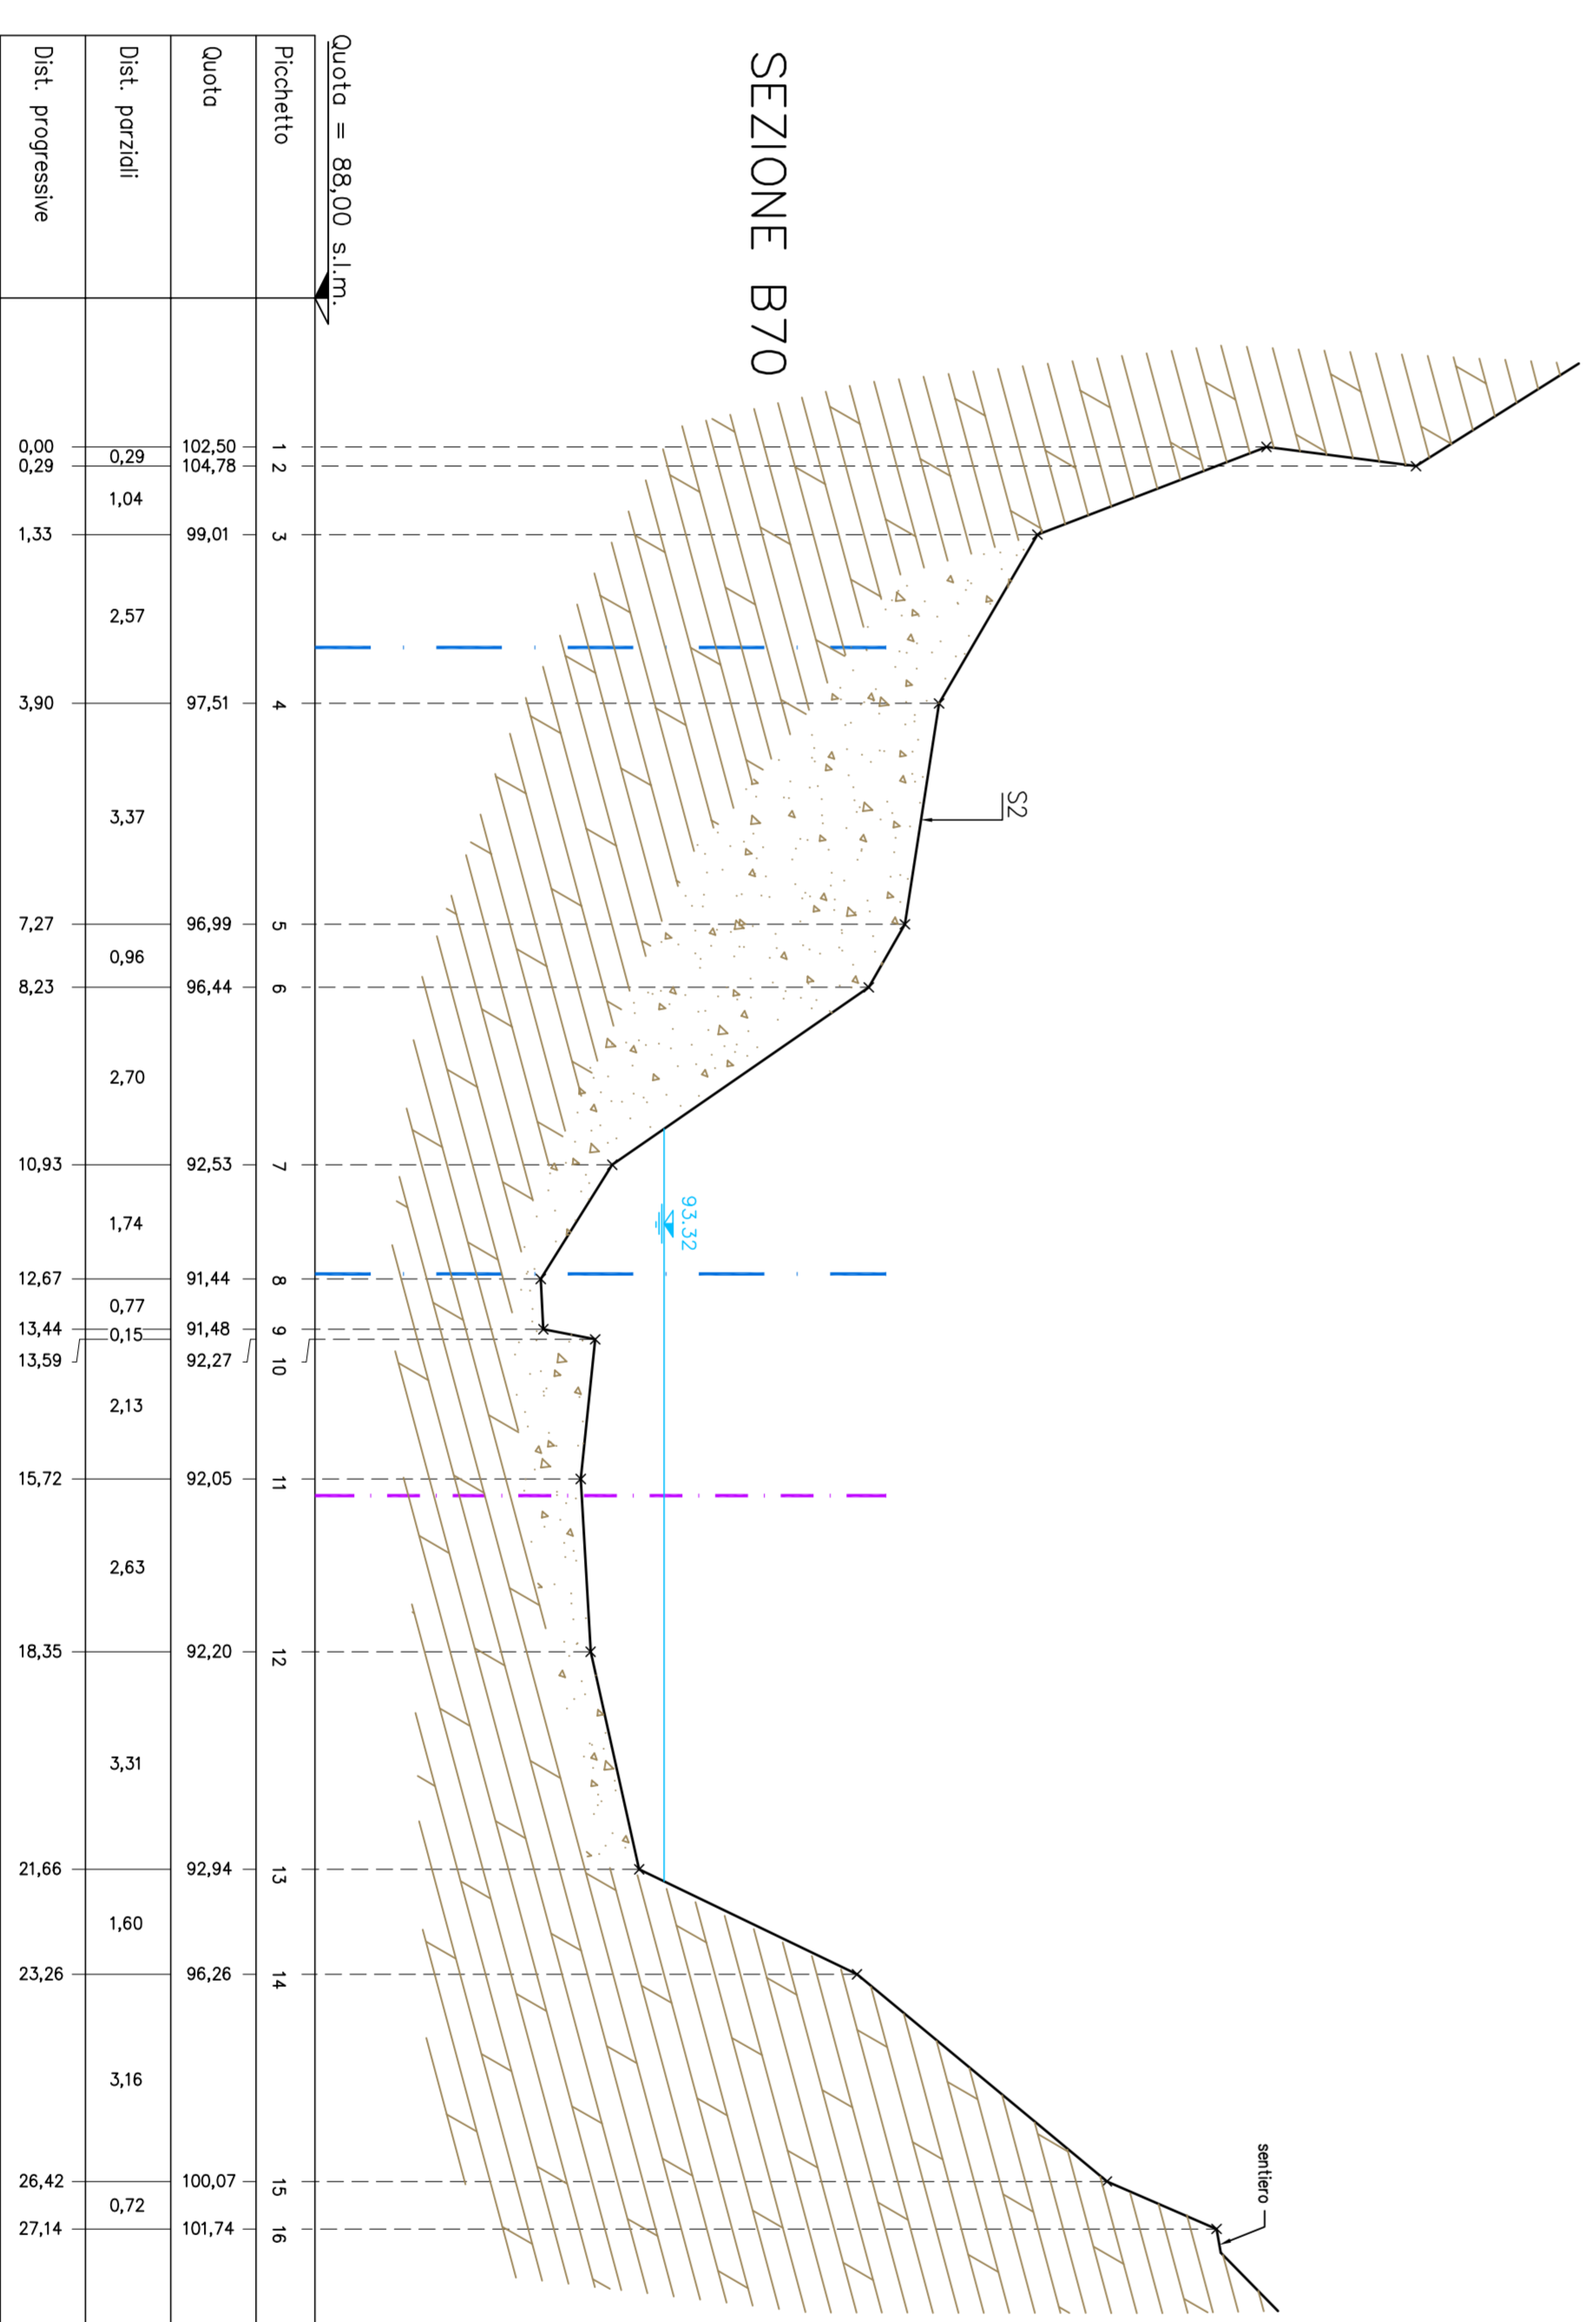 SEZIONE B70
S2
sentiero
93.32
Quota = 88,00 s.l.m.
Picchetto 1 2 3 4 5 6 7 8 9 10 11 12 13 14 15 16
Quota 102,50 104,78 99,01 97,51 96,99 96,44 92,53 91,44 91,48 92,27 92,05 92,20 92,94 96,26 100,07 101,74
Dist. parziali 0,29 1,04 2,57 3,37 0,96 2,70 1,74 0,77 0,15 2,13 2,63 3,31 1,60 3,16 0,72
Dist. progressive 0,00 0,29 1,33 3,90 7,27 8,23 10,93 12,67 13,44 13,59 15,72 18,35 21,66 23,26 26,42 27,14